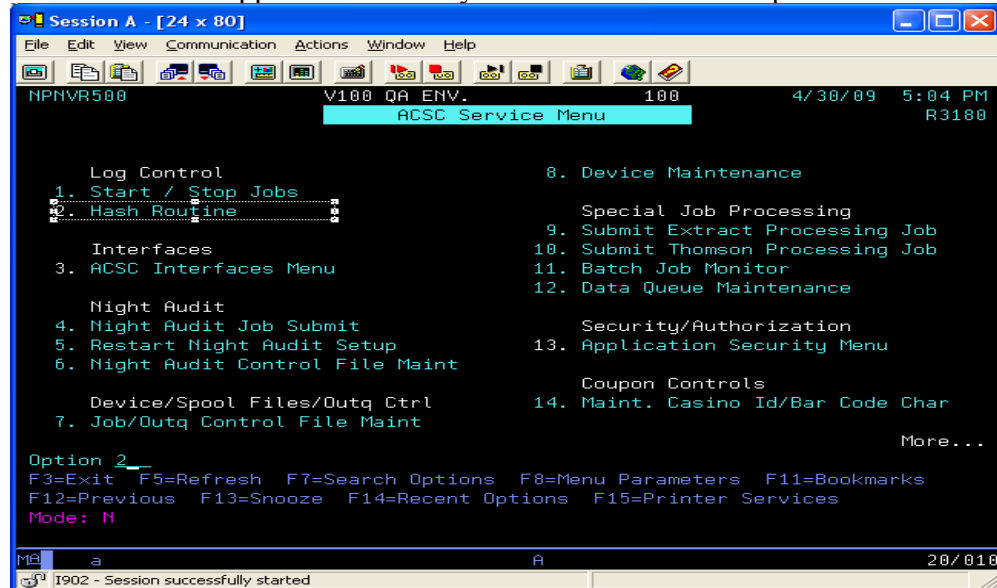 Session A - [24 x 80]
File Edit View Communication Actions Window Help
NPNVR500 V100 QA ENV. 100 4/30/09 5:04 PM
ACSC Service Menu R3180
Log Control 8. Device Maintenance
1. Start / Stop Jobs
2. Hash Routine Special Job Processing
9. Submit Extract Processing Job
Interfaces 10. Submit Thomson Processing Job
3. ACSC Interfaces Menu 11. Batch Job Monitor
12. Data Queue Maintenance
Night Audit
4. Night Audit Job Submit Security/Authorization
5. Restart Night Audit Setup 13. Application Security Menu
6. Night Audit Control File Maint
Coupon Controls
Device/Spool Files/Outq Ctrl 14. Maint. Casino Id/Bar Code Char
7. Job/Outq Control File Maint
More...
Option 2
F3=Exit F5=Refresh F7=Search Options F8=Menu Parameters F11=Bookmarks
F12=Previous F13=Snooze F14=Recent Options F15=Printer Services
Mode: N
MA a A 20/010
I902 - Session successfully started